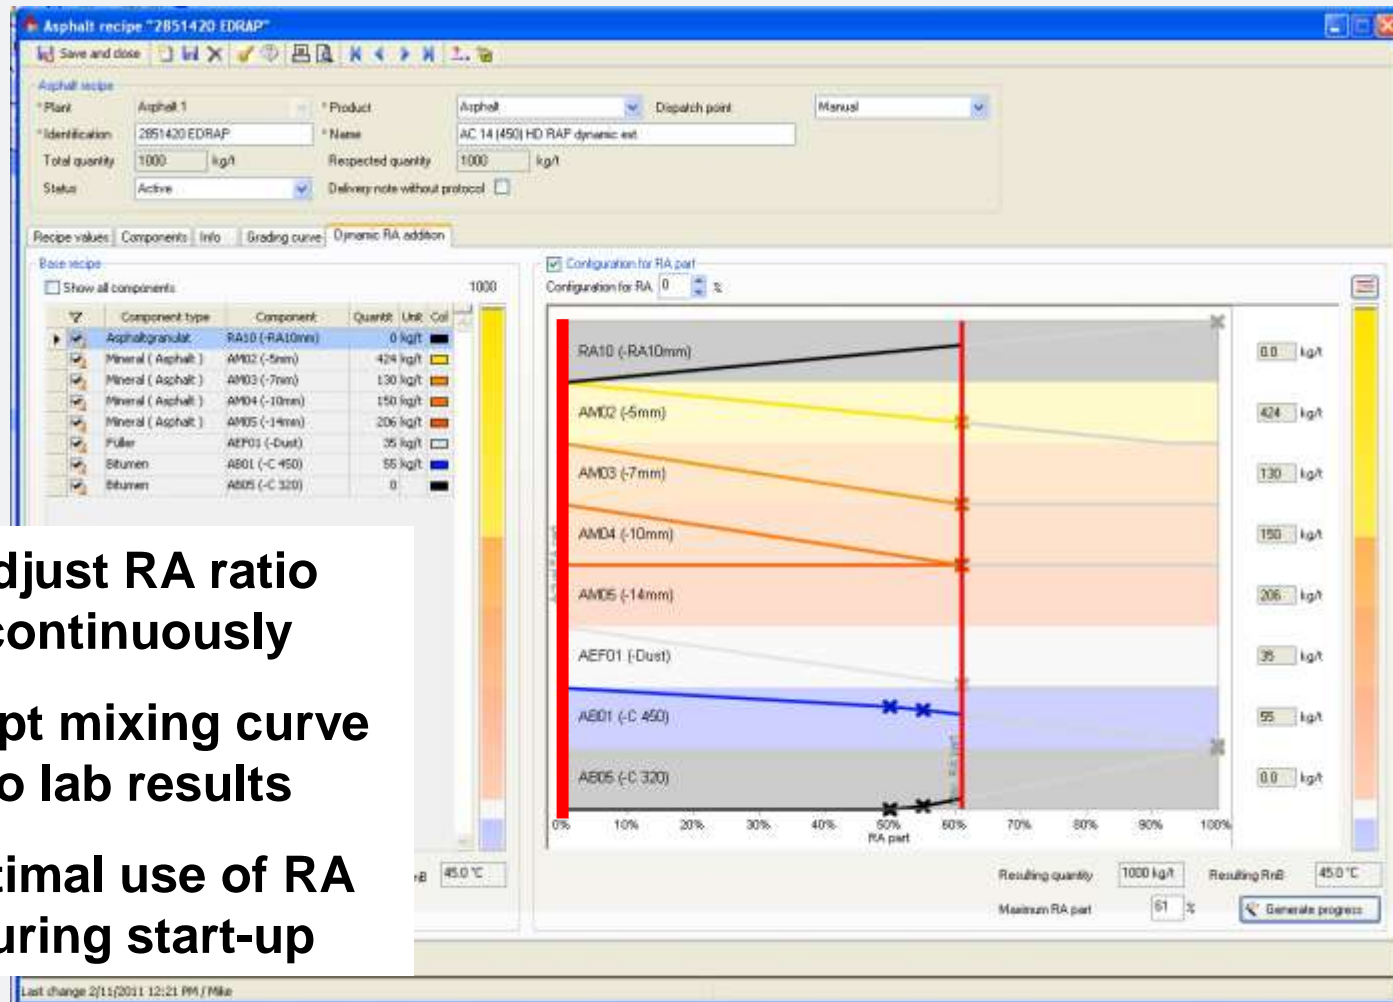 Asphalt recipe "2851420 EDRAP"
Save and close
Asphalt recipe
* Plant Asphalt 1 * Product Asphalt Dispatch point Manual
* Identification 2851420 EDRAP * Name AC 14 (450) HD RAP dynamic ext
Total quantity 1000 kg/t Respected quantity 1000 kg/t
Status Active Delivery note without protocol
Recipe values Components Info Grading curve Dynamic RA addition
Base recipe
Show all components 1000
Component type Component Quantit Unit Col
Asphaltgranulat RA10 (-RA10mm) 0 kg/t
Mineral ( Asphalt ) AM02 (-5mm) 424 kg/t
Mineral ( Asphalt ) AM03 (-7mm) 130 kg/t
Mineral ( Asphalt ) AM04 (-10mm) 150 kg/t
Mineral ( Asphalt ) AM05 (-14mm) 206 kg/t
Füller AEF01 (-Dust) 35 kg/t
Bitumen AB01 (-C 450) 55 kg/t
Bitumen AB05 (-C 320) 0
Configuration for RA part
Configuration for RA 0 %
RA10 (-RA10mm) 0.0 kg/t
AM02 (-5mm) 424 kg/t
AM03 (-7mm) 130 kg/t
AM04 (-10mm) 150 kg/t
AM05 (-14mm) 206 kg/t
AEF01 (-Dust) 35 kg/t
AB01 (-C 450) 55 kg/t
AB05 (-C 320) 0.0 kg/t
0% 10% 20% 30% 40% 50% 60% 70% 80% 90% 100%
RA part
Resulting quantity 1000 kg/t Resulting RnB 45.0 °C
Maximum RA part 61 % Generate progress
djust RA ratio
continuously
pt mixing curve
o lab results
timal use of RA
uring start-up
nB 45.0 °C
Last change 2/11/2011 12:21 PM / Mike